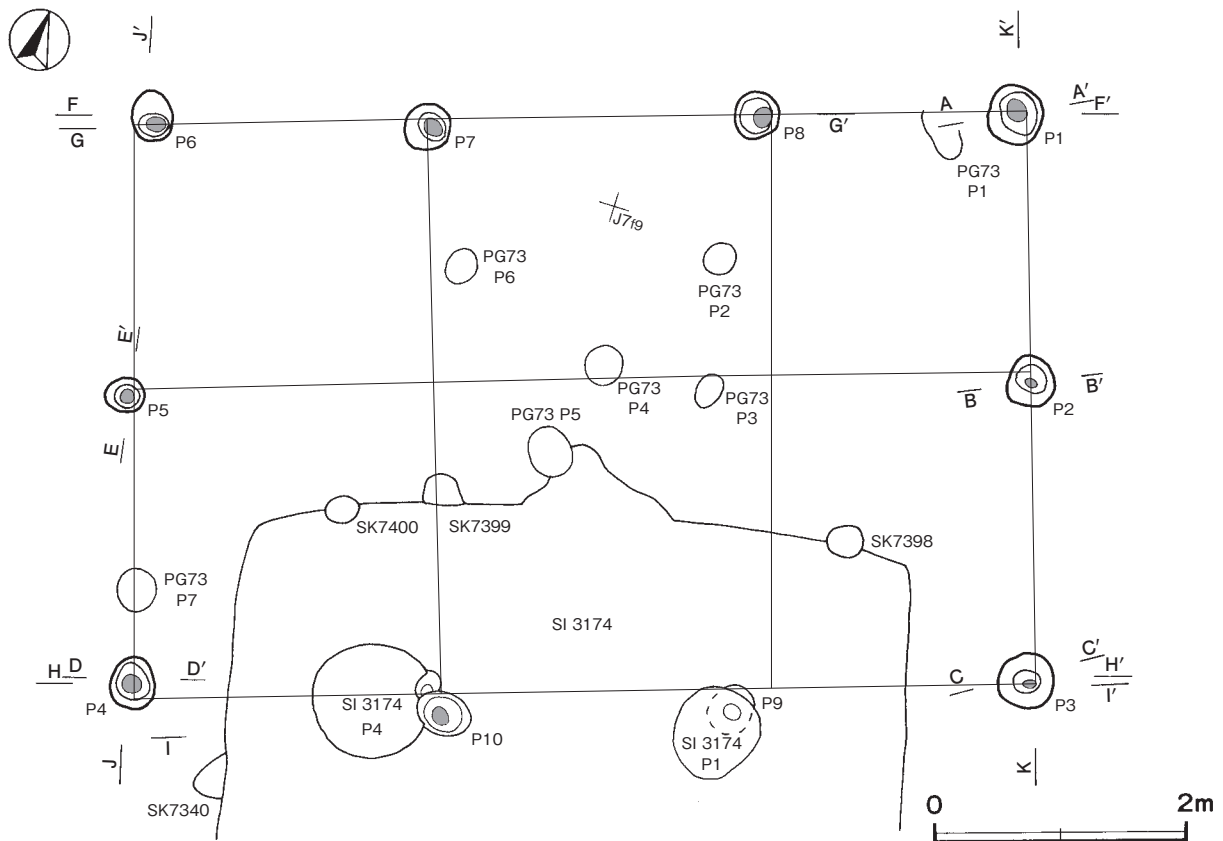 J'
K'
F
G
P6
P7
P8
G'
A
A'
F'
P1
PG73
P1
J7f9
PG73
P6
PG73
P2
E'
PG73
P4
PG73
P3
B
B'
P2
P5
E
PG73 P5
SK7400
SK7399
SK7398
PG73
P7
SI 3174
H
D
D'
P4
SI 3174
P4
P10
P9
SI 3174
P1
C
C'
H'
I'
P3
I
J
K
SK7340
0
2m